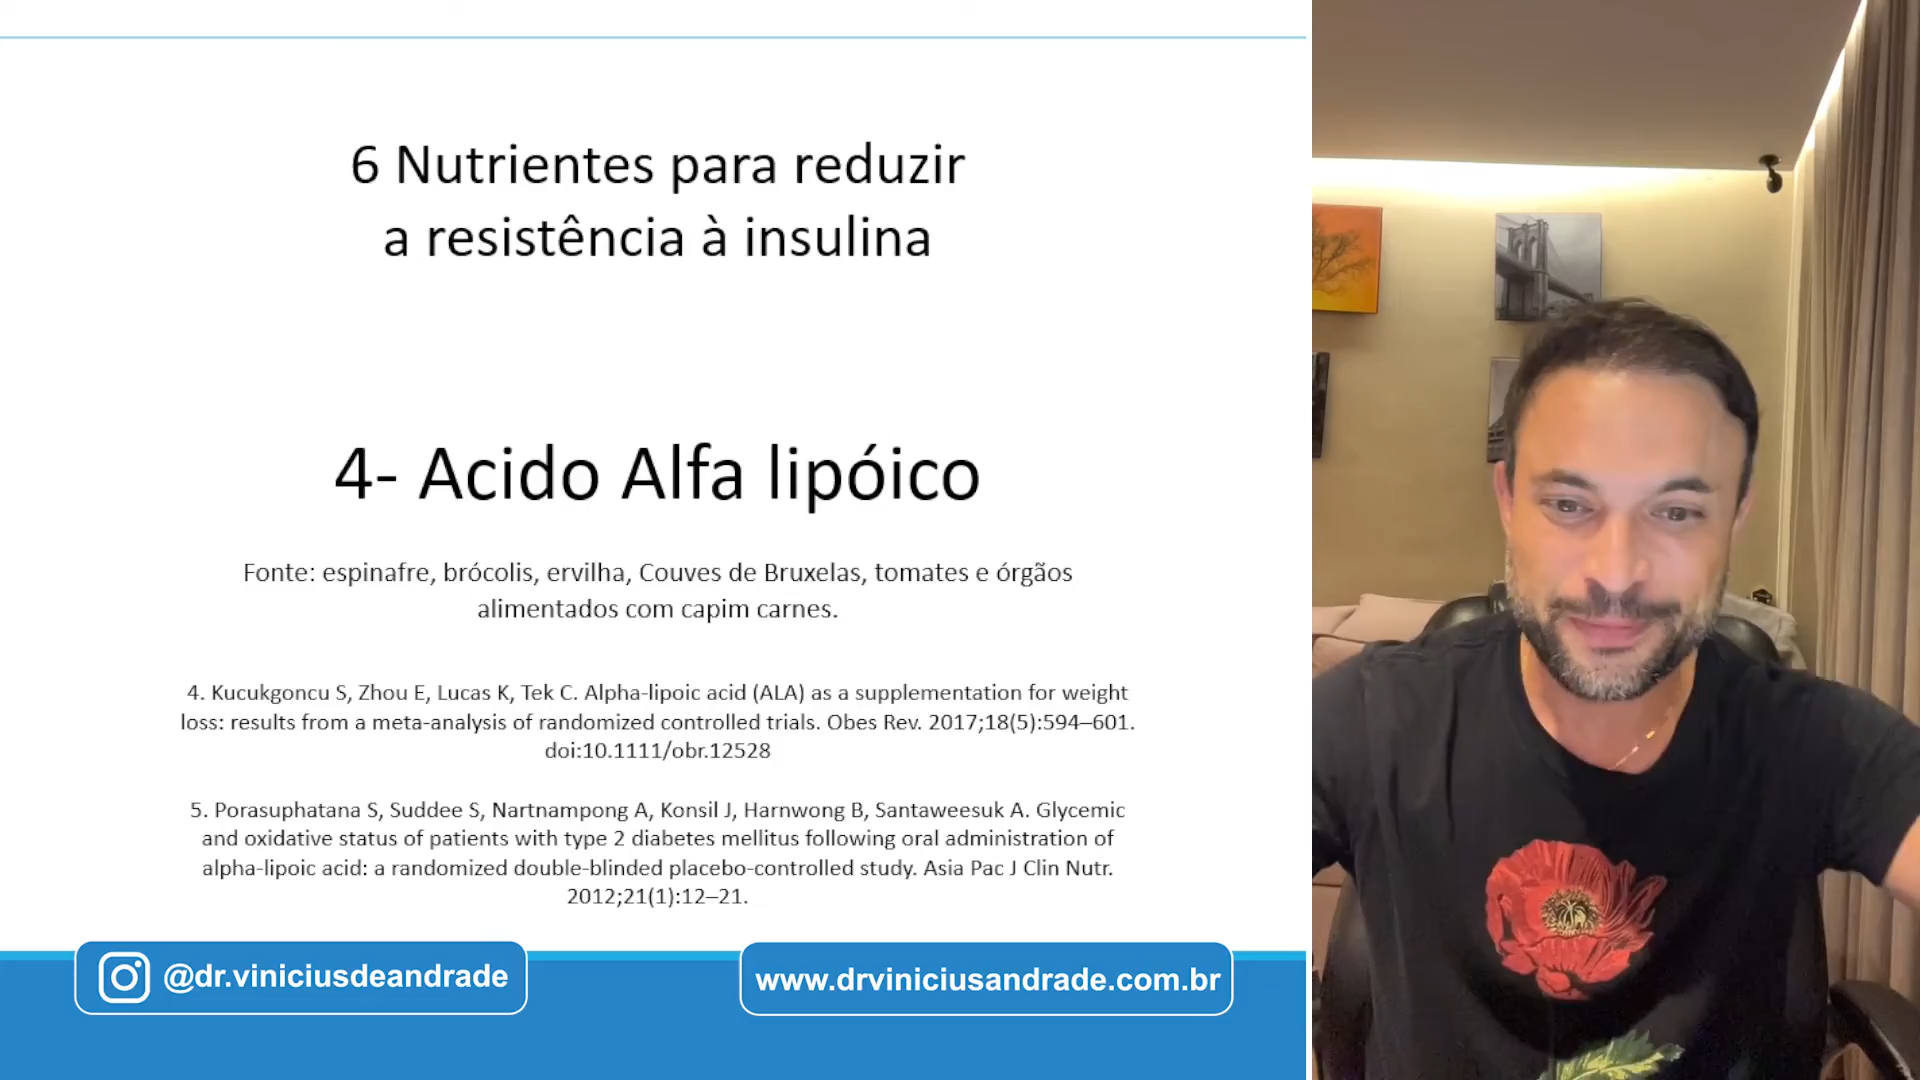 6 Nutrientes para reduzir
a resistência à insulina
4- Acido Alfa lipóico
Fonte: espinafre, brócolis, ervilha, Couves de Bruxelas, tomates e órgãos
alimentados com capim carnes.
4. Kucukgoncu S, Zhou E, Lucas K, Tek C. Alpha-lipoic acid (ALA) as a supplementation for weight
loss: results from a meta-analysis of randomized controlled trials. Obes Rev. 2017;18(5):594–601.
doi:10.1111/obr.12528
5. Porasuphatana S, Suddee S, Nartnampong A, Konsil J, Harnwong B, Santaweesuk A. Glycemic
and oxidative status of patients with type 2 diabetes mellitus following oral administration of
alpha-lipoic acid: a randomized double-blinded placebo-controlled study. Asia Pac J Clin Nutr.
2012;21(1):12–21.
@dr.viniciusdeandrade
www.drviniciusandrade.com.br